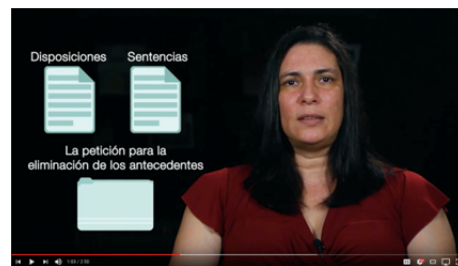 Disposiciones Sentencias
La petición para la
eliminación de los antecedentes